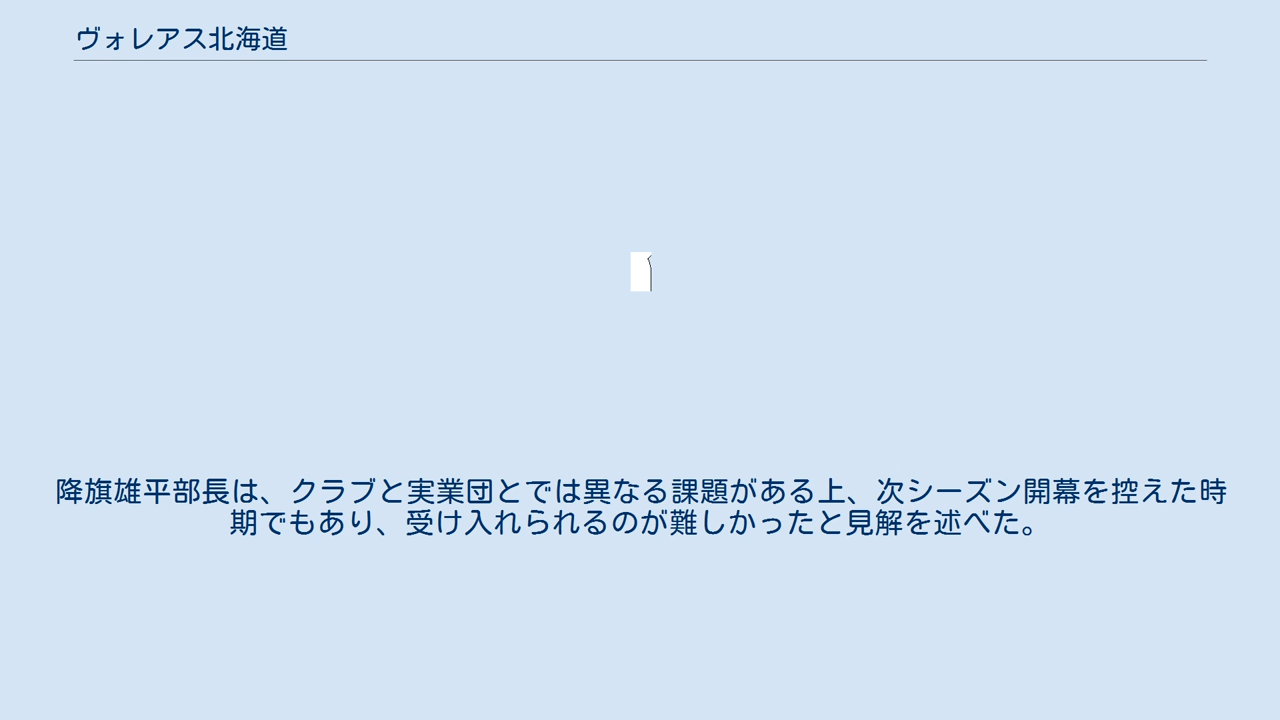 ヴォレアス北海道
降旗雄平部長は、クラブと実業団とでは異なる課題がある上、次シーズン開幕を控えた時
期でもあり、受け入れられるのが難しかったと見解を述べた。